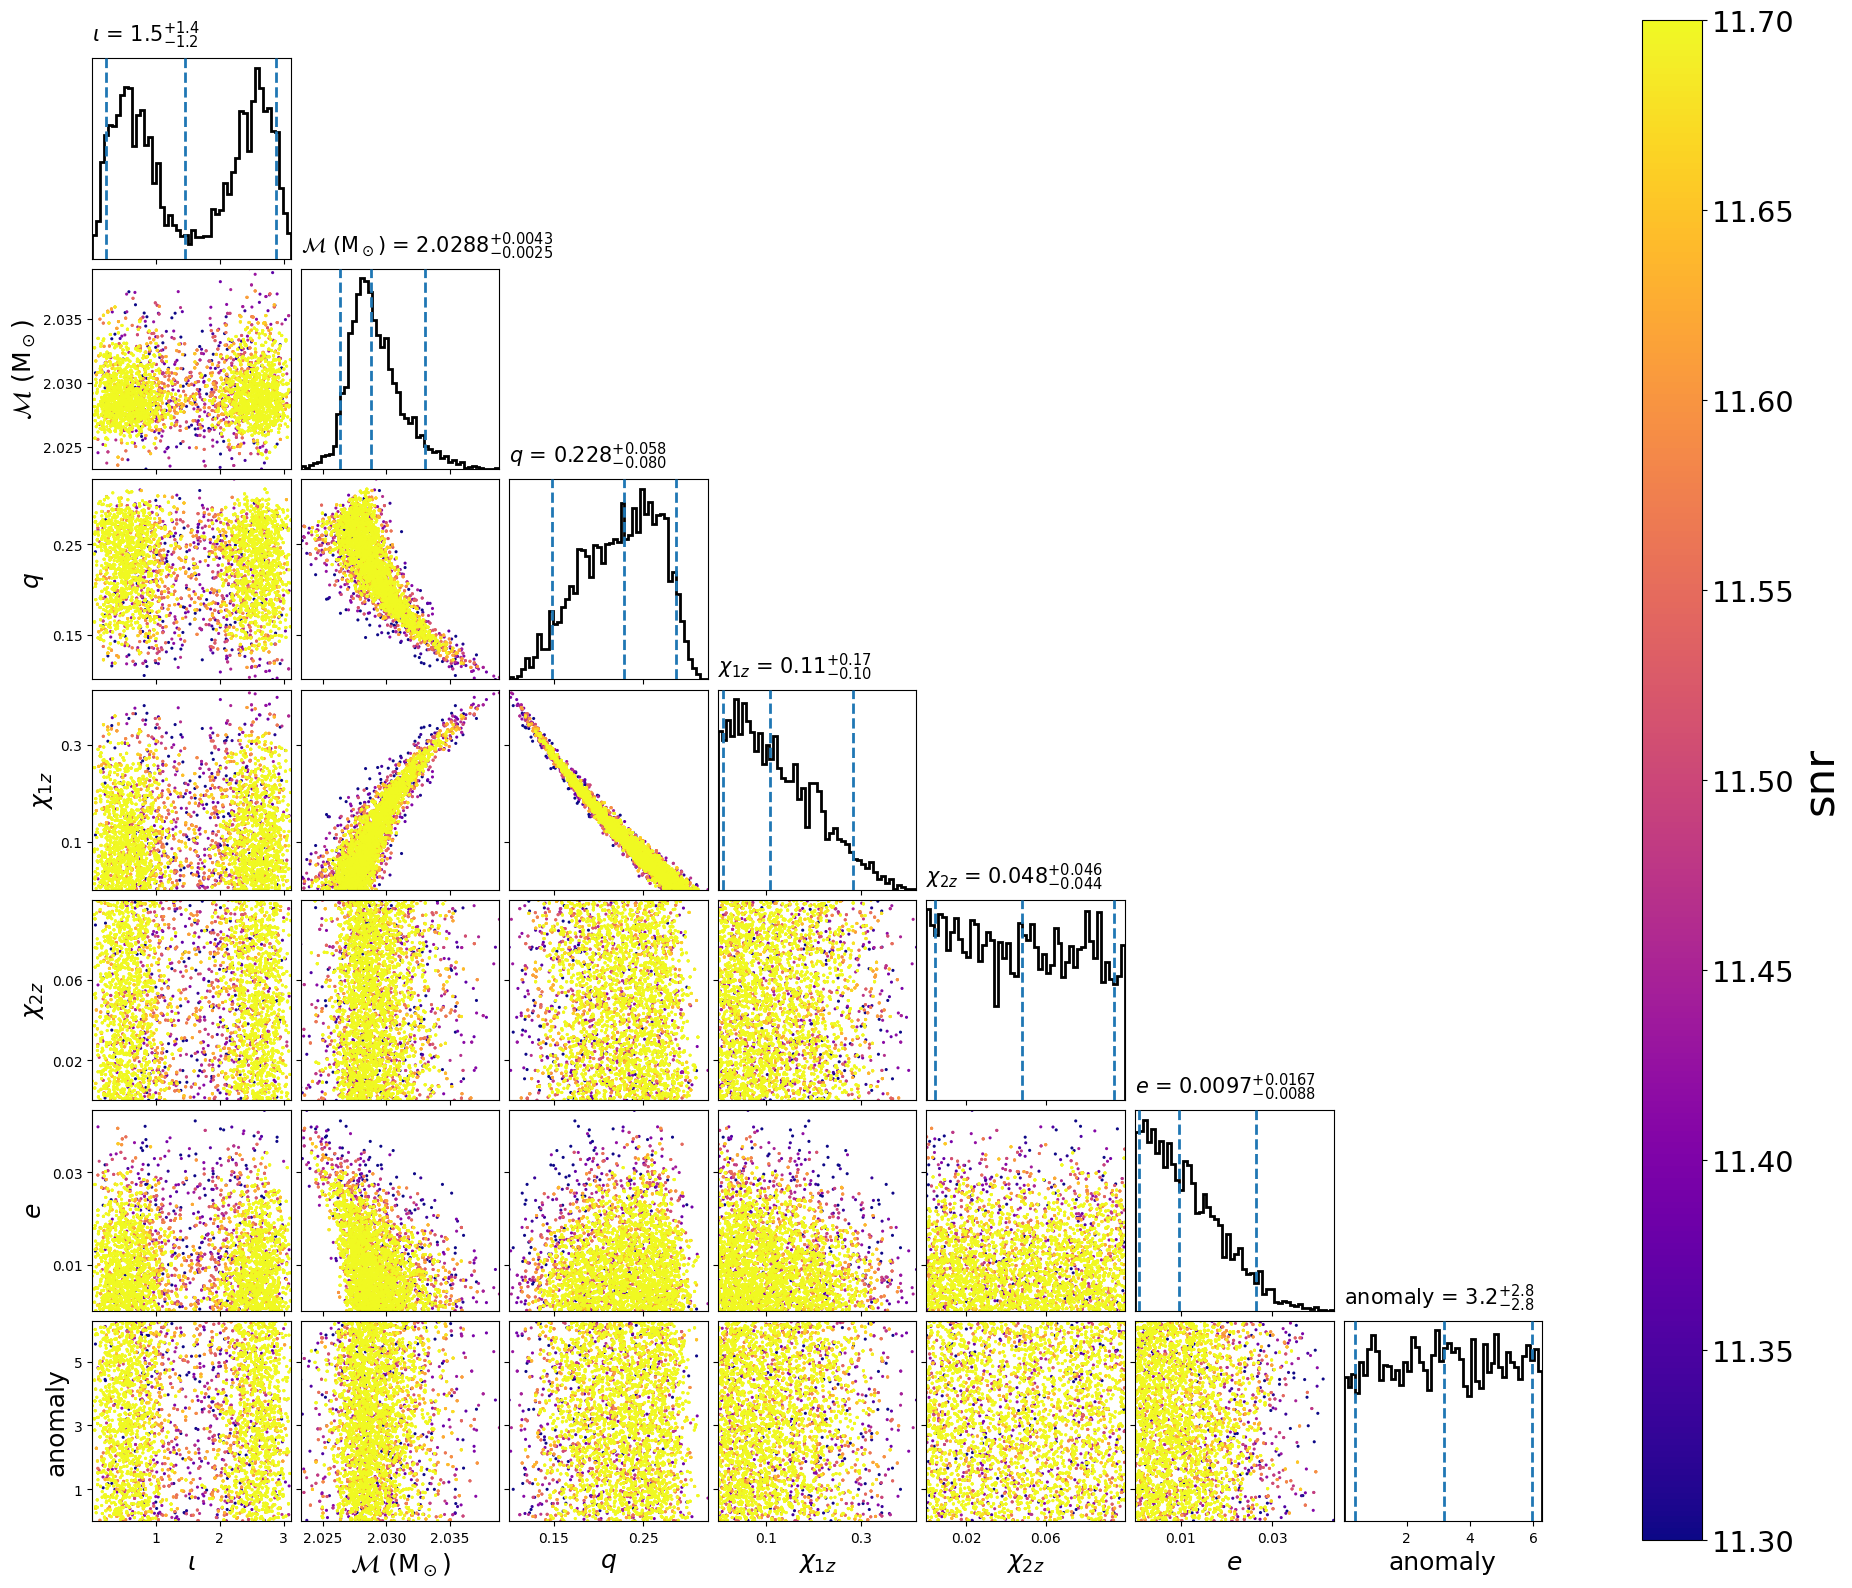 ι = 1.5+1.4−1.2
ℳ (M⊙) = 2.0288+0.0043−0.0025
q = 0.228+0.058−0.080
χ1z = 0.11+0.17−0.10
χ2z = 0.048+0.046−0.044
e = 0.0097+0.0167−0.0088
anomaly = 3.2+2.8−2.8
ℳ (M⊙)
2.035
2.030
2.025
q
0.25
0.15
χ1z
0.3
0.1
χ2z
0.06
0.02
e
0.03
0.01
anomaly
5
3
1
1 2 3
2.025 2.030 2.035
0.15 0.25
0.1 0.3
0.02 0.06
0.01 0.03
2 4 6
ι
ℳ (M⊙)
q
χ1z
χ2z
e
anomaly
11.70
11.65
11.60
11.55
11.50
11.45
11.40
11.35
11.30
snr